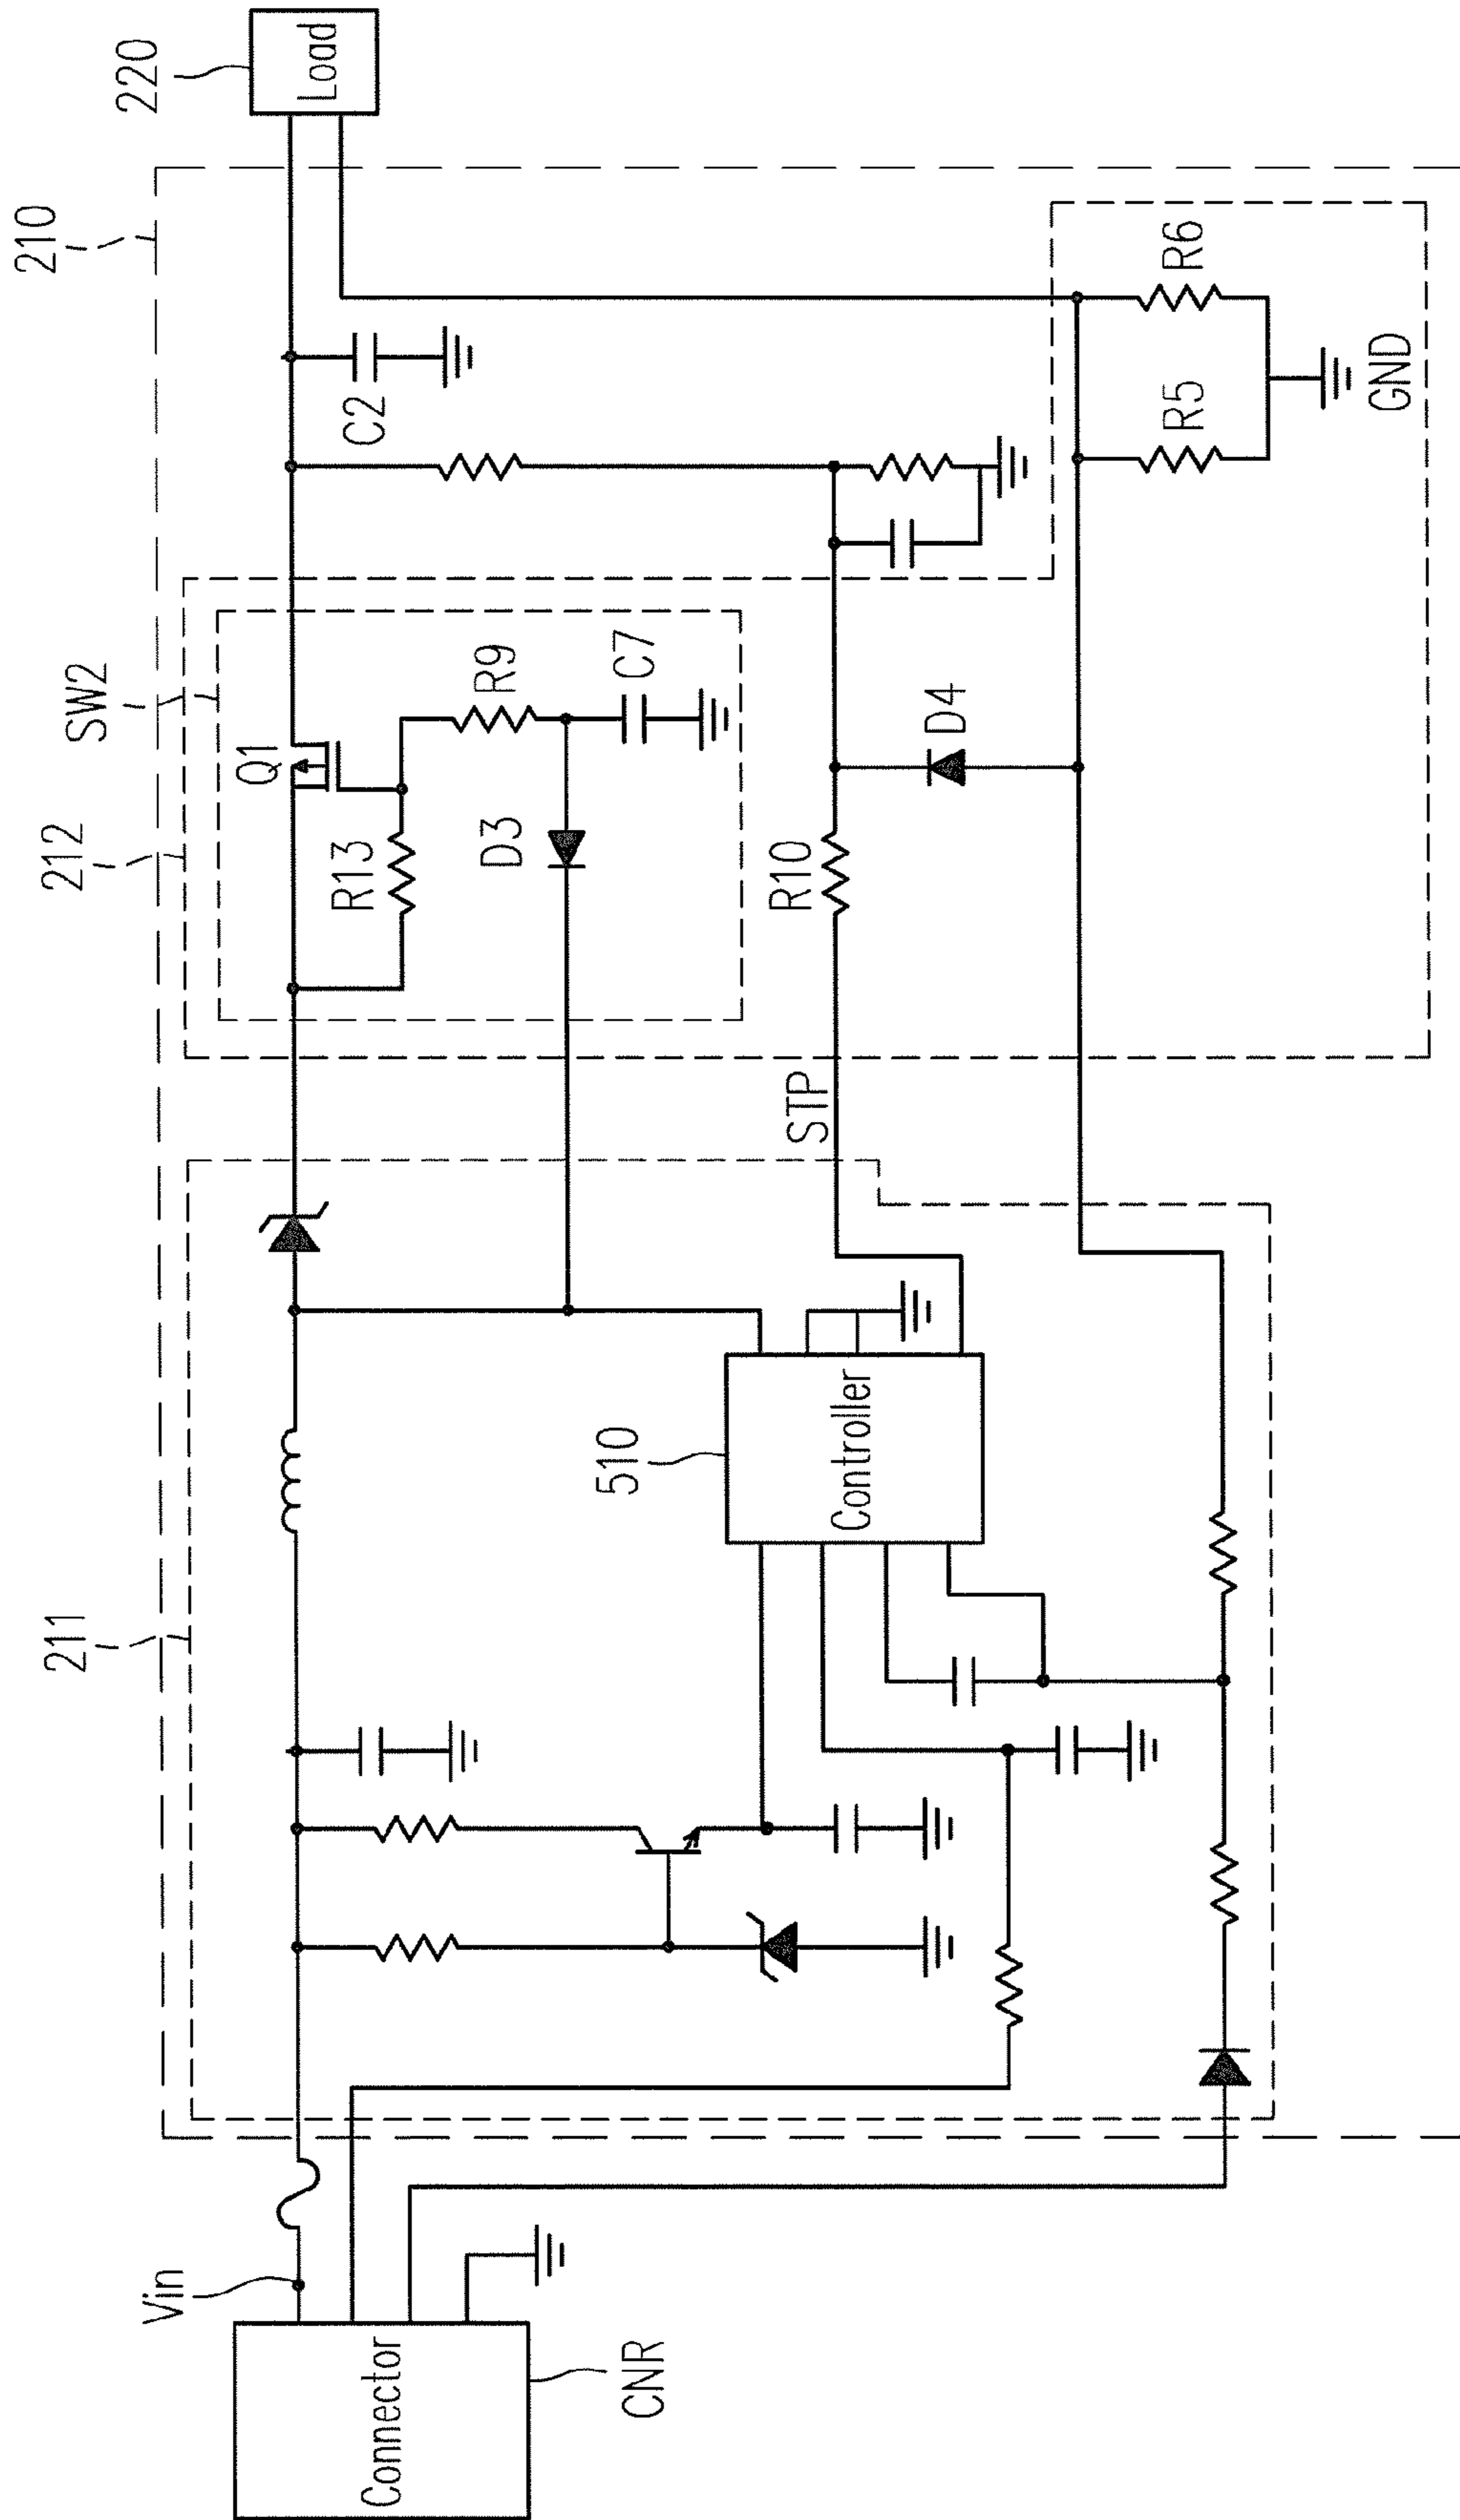 220
Load
210
SW2
212
Q1
R13
R9
D3
C7
C2
R10
D4
R5
R6
GND
STP
211
510
Controller
Vin
Connector
CNR